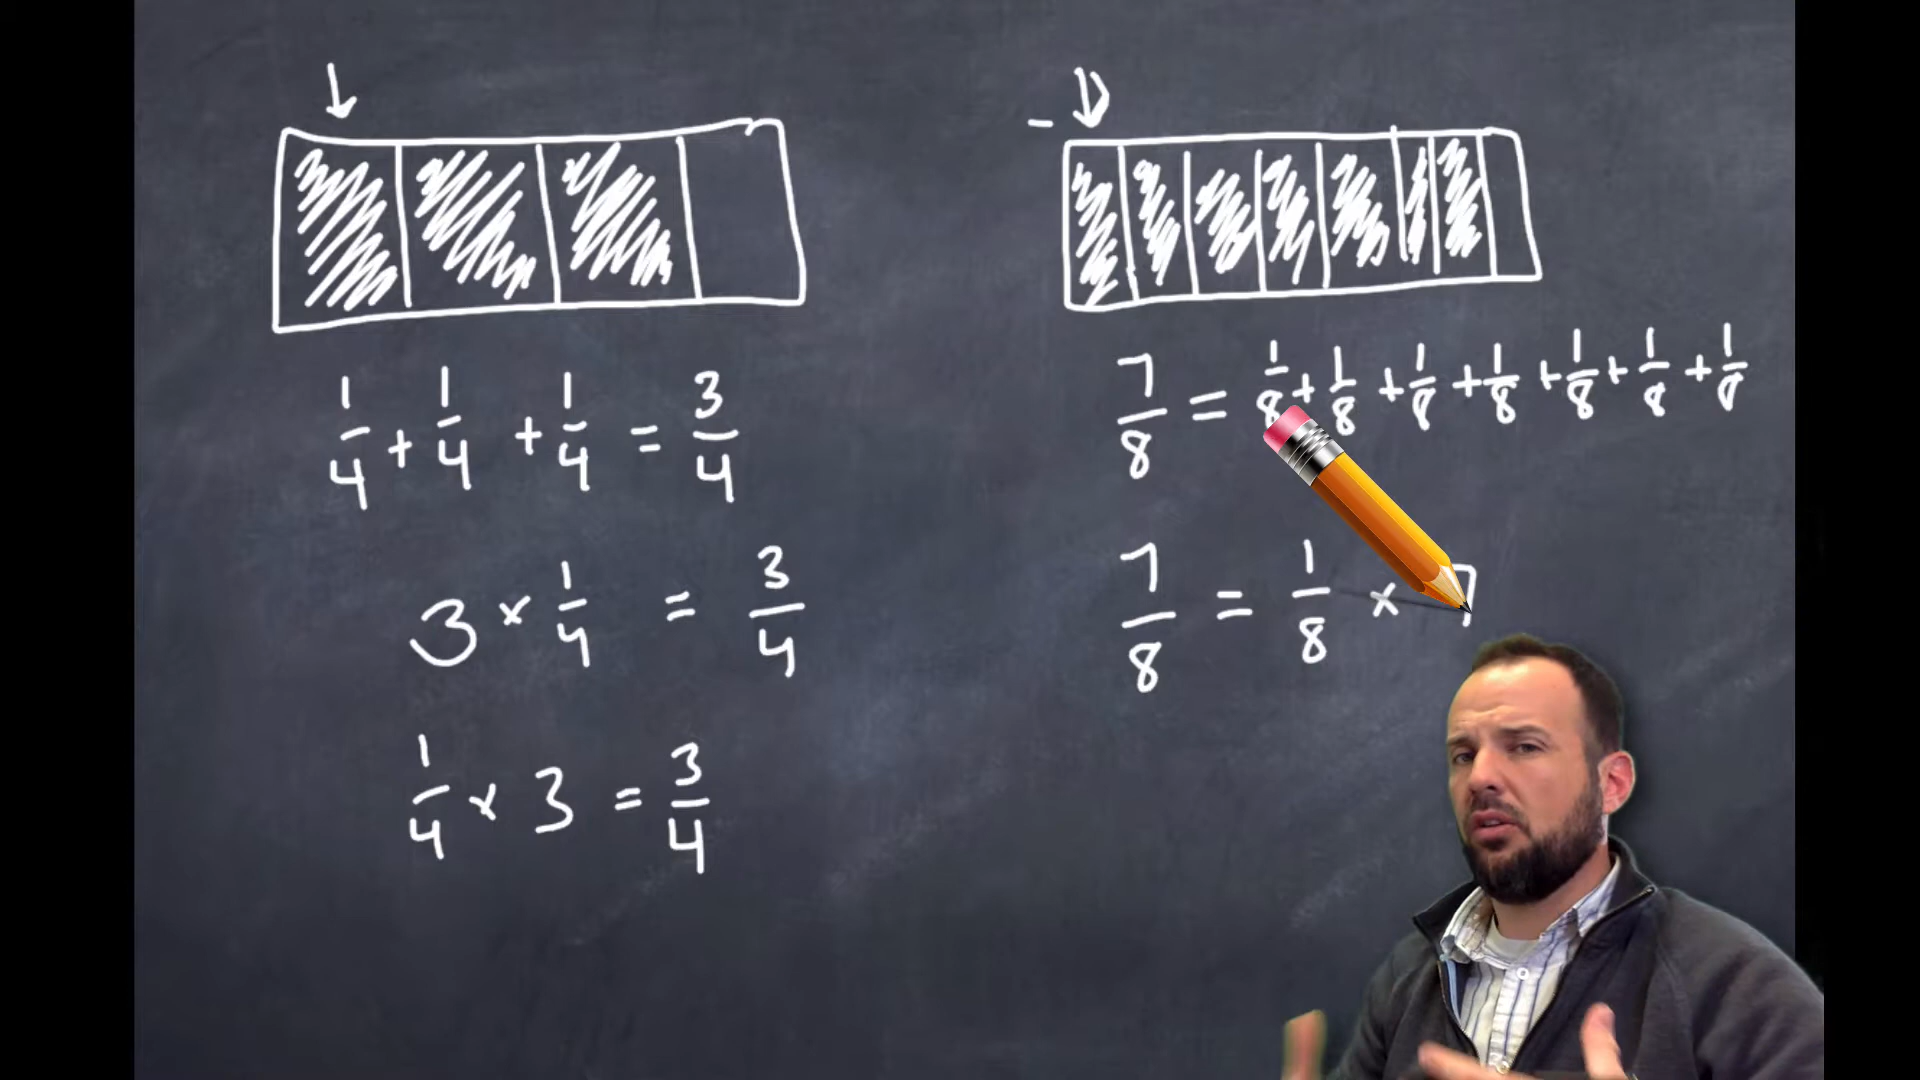 1/4 + 1/4 + 1/4 = 3/4
3 × 1/4 = 3/4
1/4 × 3 = 3/4
7/8 = 1/8 + 1/8 + 1/8 + 1/8 + 1/8 + 1/8 + 1/8
7/8 = 1/8 × 7